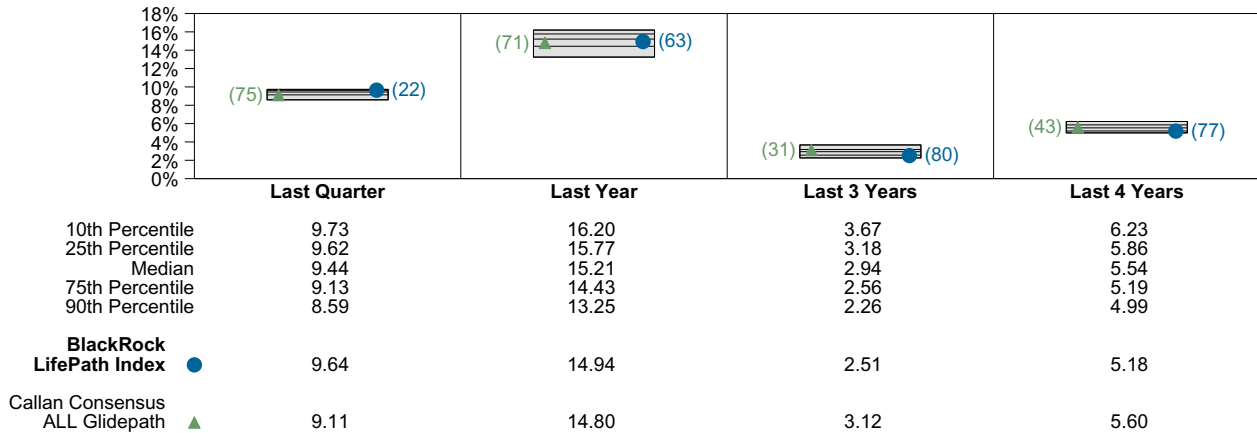 18%
16%
14%
12%
10%
8%
6%
4%
2%
0%
(75) (22)
(71) (63)
(31) (80)
(43) (77)
Last Quarter Last Year Last 3 Years Last 4 Years
10th Percentile 9.73 16.20 3.67 6.23
25th Percentile 9.62 15.77 3.18 5.86
Median 9.44 15.21 2.94 5.54
75th Percentile 9.13 14.43 2.56 5.19
90th Percentile 8.59 13.25 2.26 4.99
BlackRock
LifePath Index 9.64 14.94 2.51 5.18
Callan Consensus
ALL Glidepath 9.11 14.80 3.12 5.60